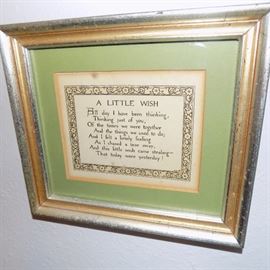 A LITTLE WISH
All day I have been thinking,
Thinking just of you,
Of the times we were together
And the things we used to do;
And I felt a lonely feeling
As I chased a tear away,
And this little wish came stealing—
That today were yesterday!